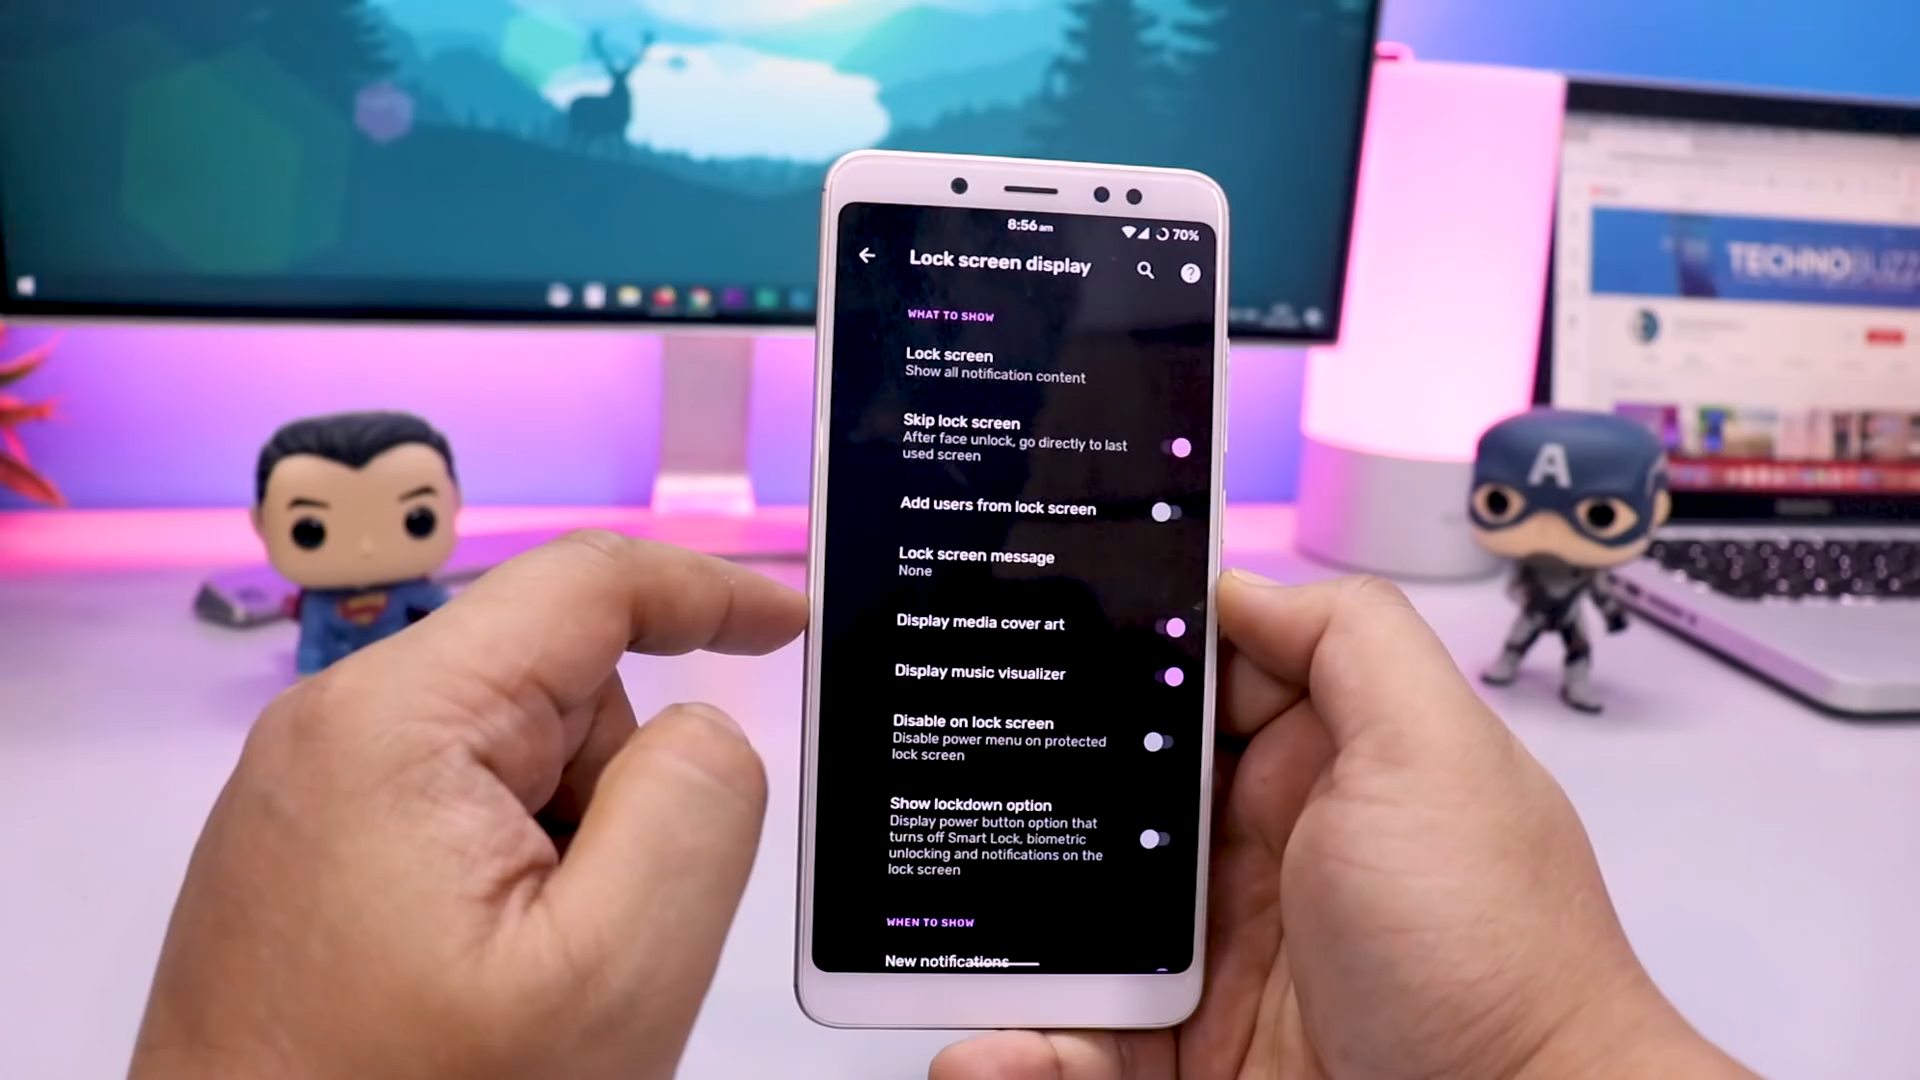 8:56 am
70%
Lock screen display
WHAT TO SHOW
Lock screen
Show all notification content
Skip lock screen
After face unlock, go directly to last
used screen
Add users from lock screen
Lock screen message
None
Display media cover art
Display music visualizer
Disable on lock screen
Disable power menu on protected
lock screen
Show lockdown option
Display power button option that
turns off Smart Lock, biometric
unlocking and notifications on the
lock screen
WHEN TO SHOW
New notifications
TECHNOBUZZ
A